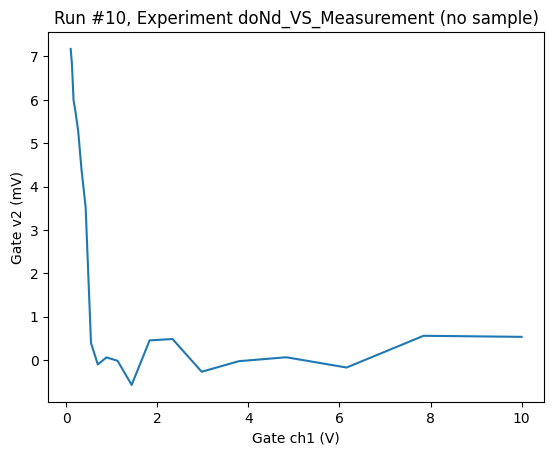 Run #10, Experiment doNd_VS_Measurement (no sample)
7
6
5
4
3
2
1
0
Gate v2 (mV)
0 2 4 6 8 10
Gate ch1 (V)